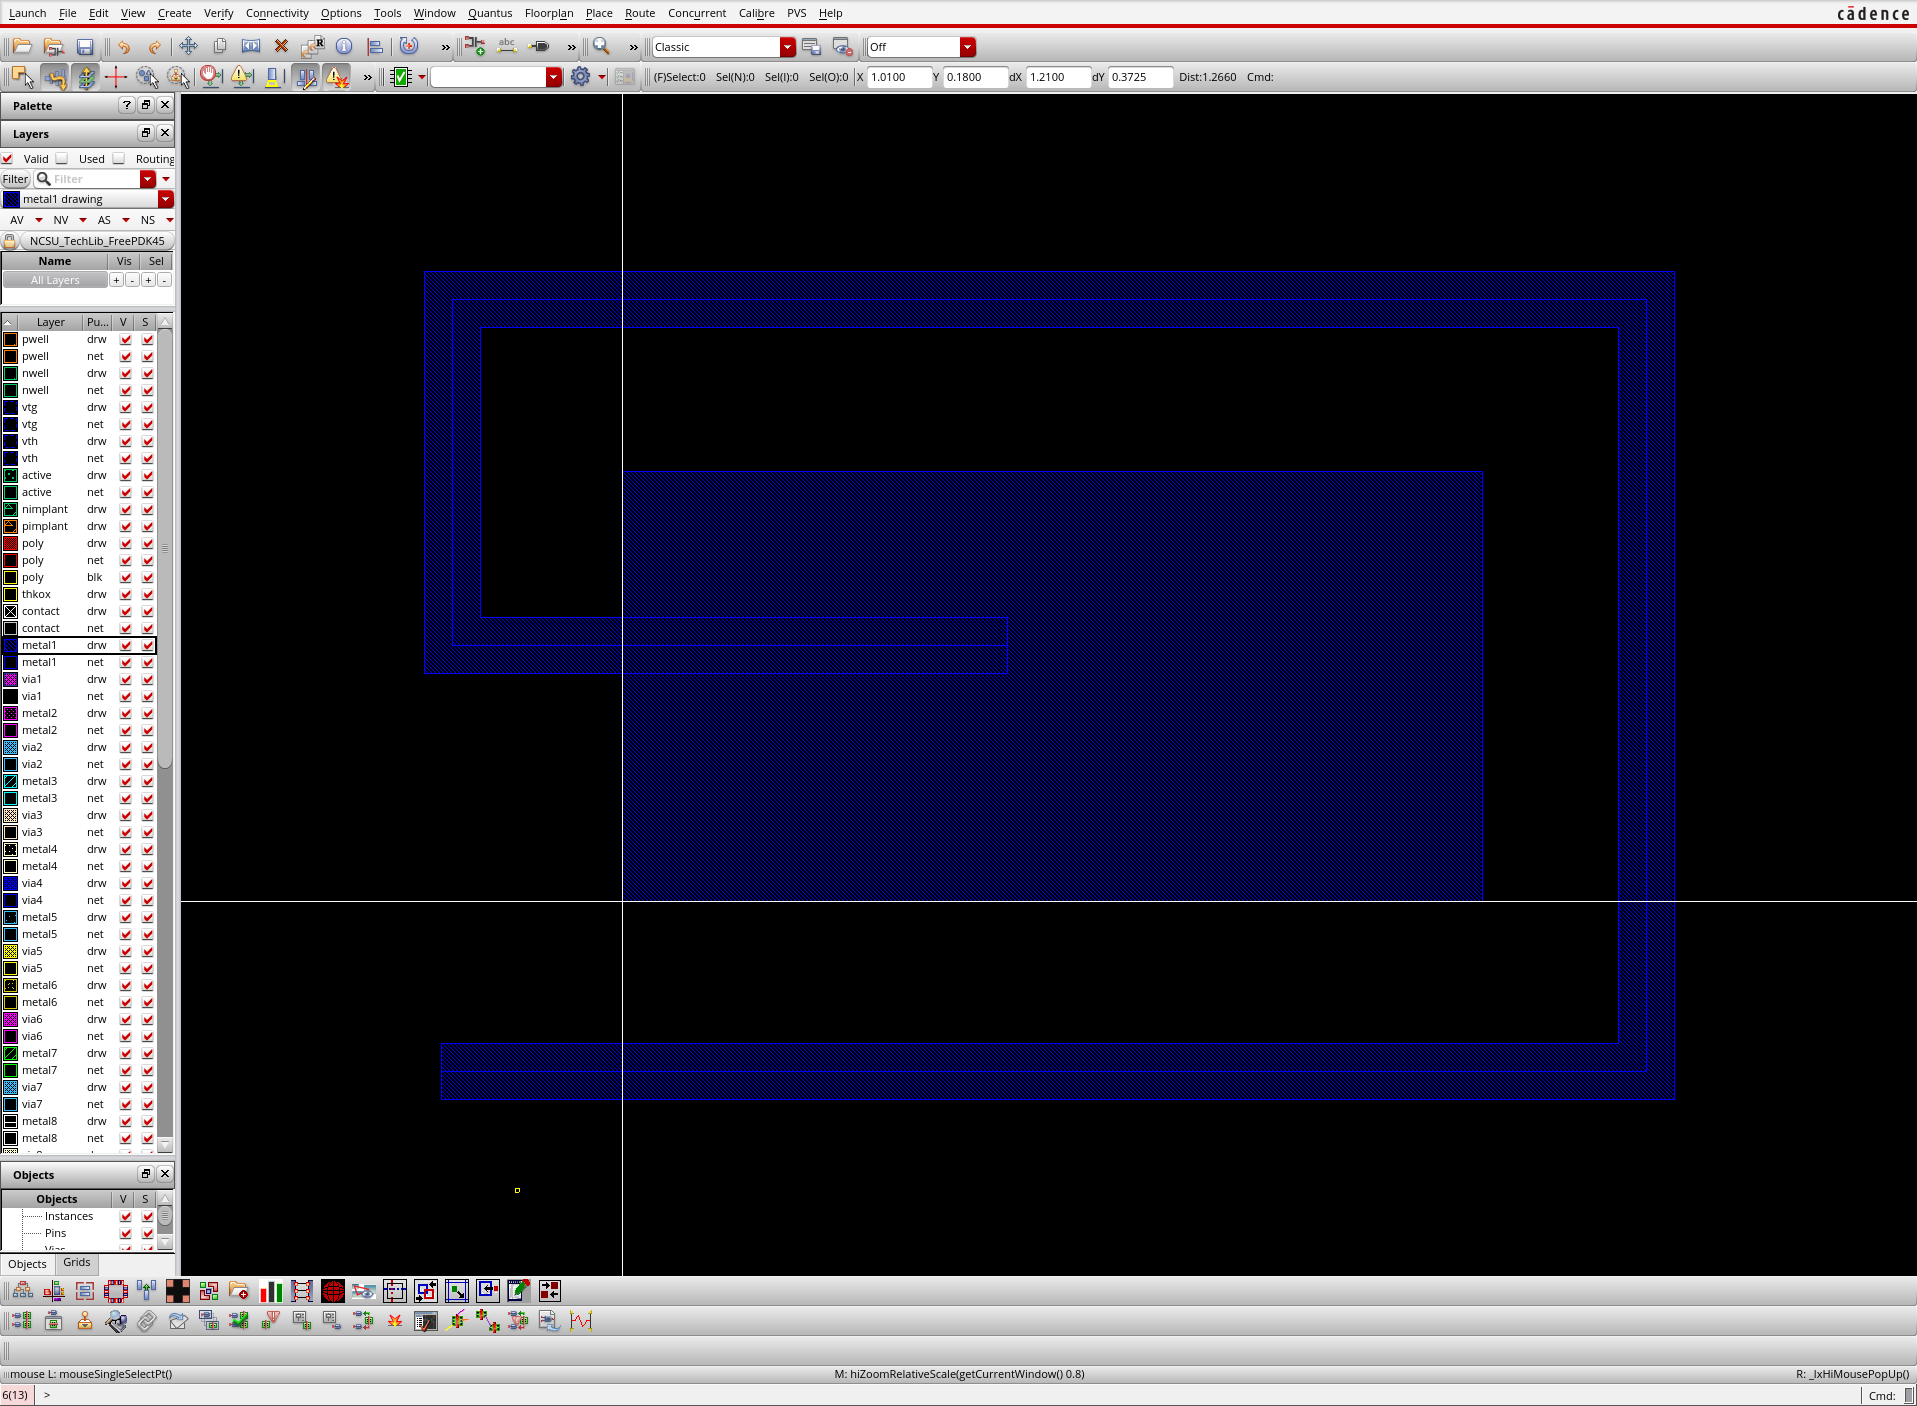 Launch File Edit View Create Verify Connectivity Options Tools Window Quantus Floorplan Place Route Concurrent Calibre PVS Help cādence
» abc » » Classic Off
» (F)Select:0 Sel(N):0 Sel(I):0 Sel(O):0 X 1.0100 Y 0.1800 dX 1.2100 dY 0.3725 Dist:1.2660 Cmd:
Palette ?
Layers
Valid Used Routing
Filter Filter
metal1 drawing
AV NV AS NS
NCSU_TechLib_FreePDK45
Name Vis Sel
All Layers + - + -
Layer Pu... V S
pwell drw
pwell net
nwell drw
nwell net
vtg drw
vtg net
vth drw
vth net
active drw
active net
nimplant drw
pimplant drw
poly drw
poly net
poly blk
thkox drw
contact drw
contact net
metal1 drw
metal1 net
via1 drw
via1 net
metal2 drw
metal2 net
via2 drw
via2 net
metal3 drw
metal3 net
via3 drw
via3 net
metal4 drw
metal4 net
via4 drw
via4 net
metal5 drw
metal5 net
via5 drw
via5 net
metal6 drw
metal6 net
via6 drw
via6 net
metal7 drw
metal7 net
via7 drw
via7 net
metal8 drw
metal8 net
Objects
Objects V S
Instances
Pins
Vias
Objects Grids
mouse L: mouseSingleSelectPt() M: hiZoomRelativeScale(getCurrentWindow() 0.8) R: _lxHiMousePopUp()
6(13) > Cmd: